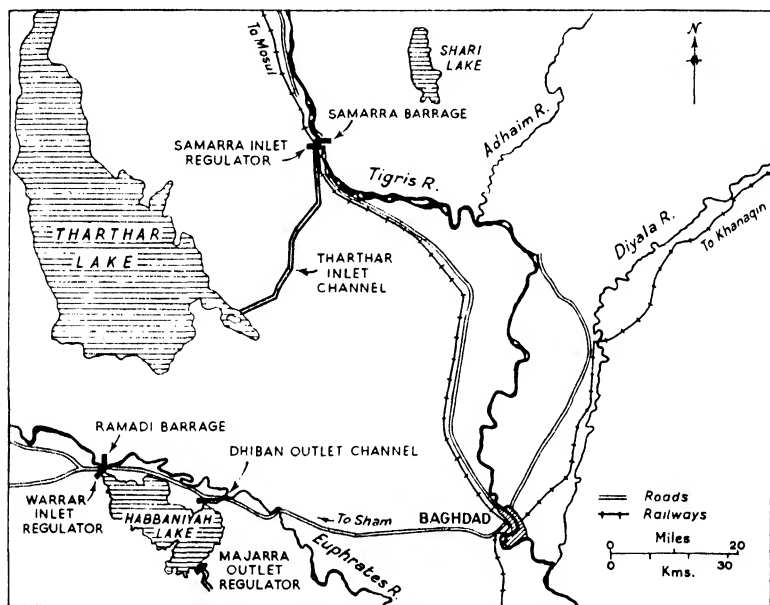 To Mosul
SHARI
LAKE
N
SAMARRA BARRAGE
SAMARRA INLET
REGULATOR
Adhaim R.
Tigris R.
Diyala R.
To Khanaqin
THARTHAR
LAKE
THARTHAR
INLET
CHANNEL
RAMADI BARRAGE
DHIBAN OUTLET CHANNEL
WARRAR
INLET
REGULATOR
HABBANIYAH
LAKE
To Sham
BAGHDAD
MAJARRA
OUTLET
REGULATOR
Euphrates R.
Roads
Railways
Miles
0 20
30
Kms.